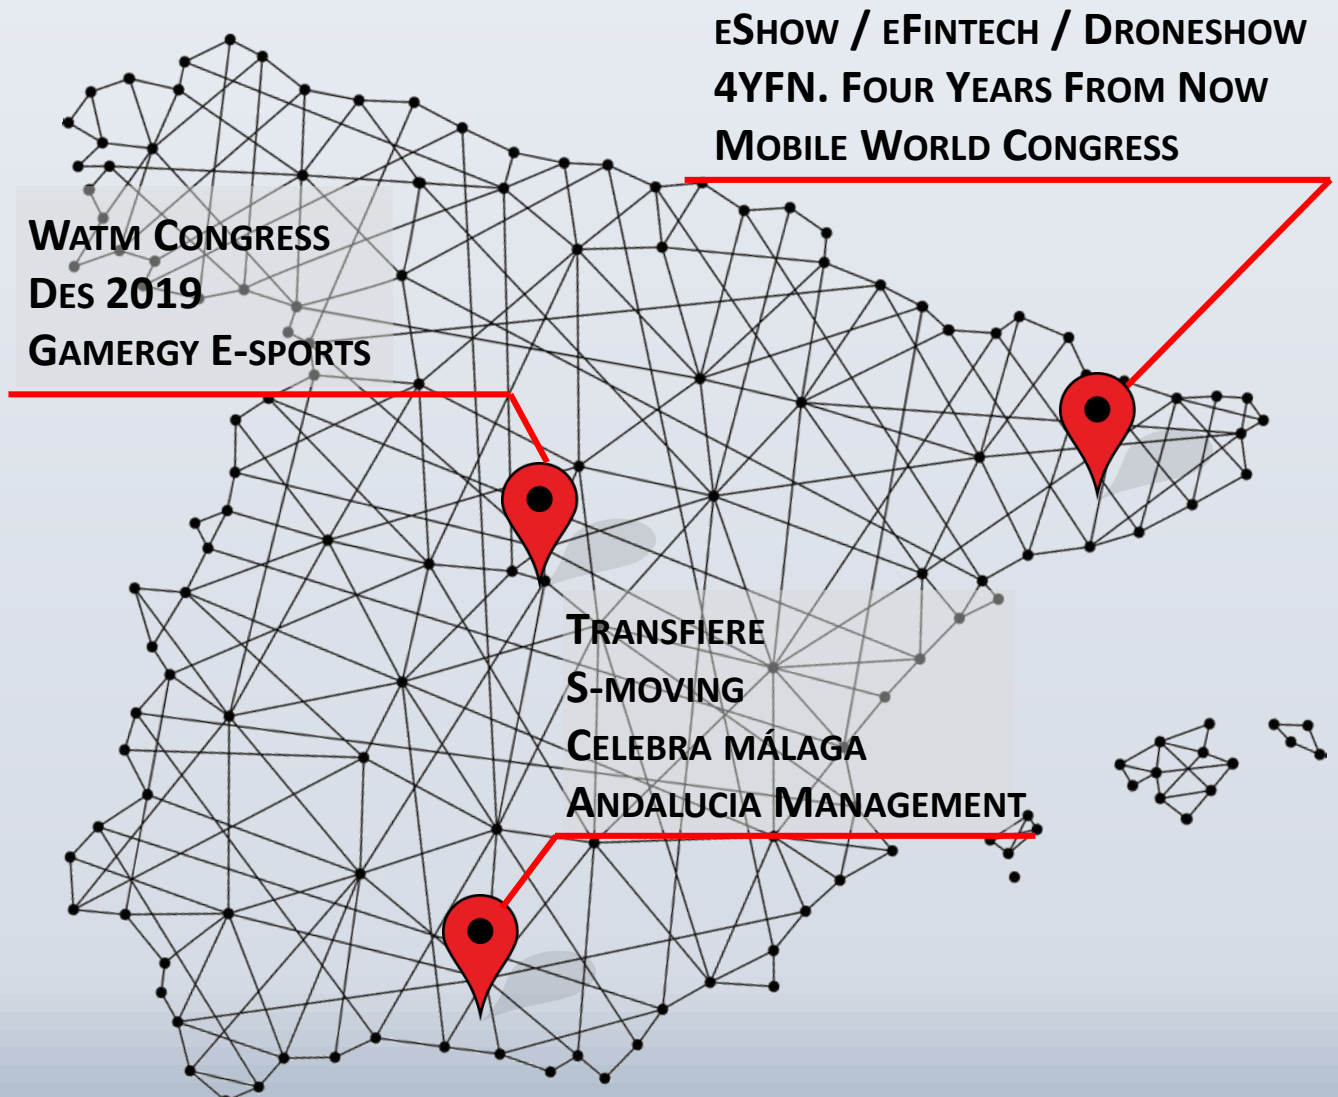 eShow / eFintech / Droneshow
4YFN. Four Years From Now
Mobile World Congress
Watm Congress
Des 2019
Gamergy E-sports
Transfiere
S-moving
Celebra málaga
Andalucia Management